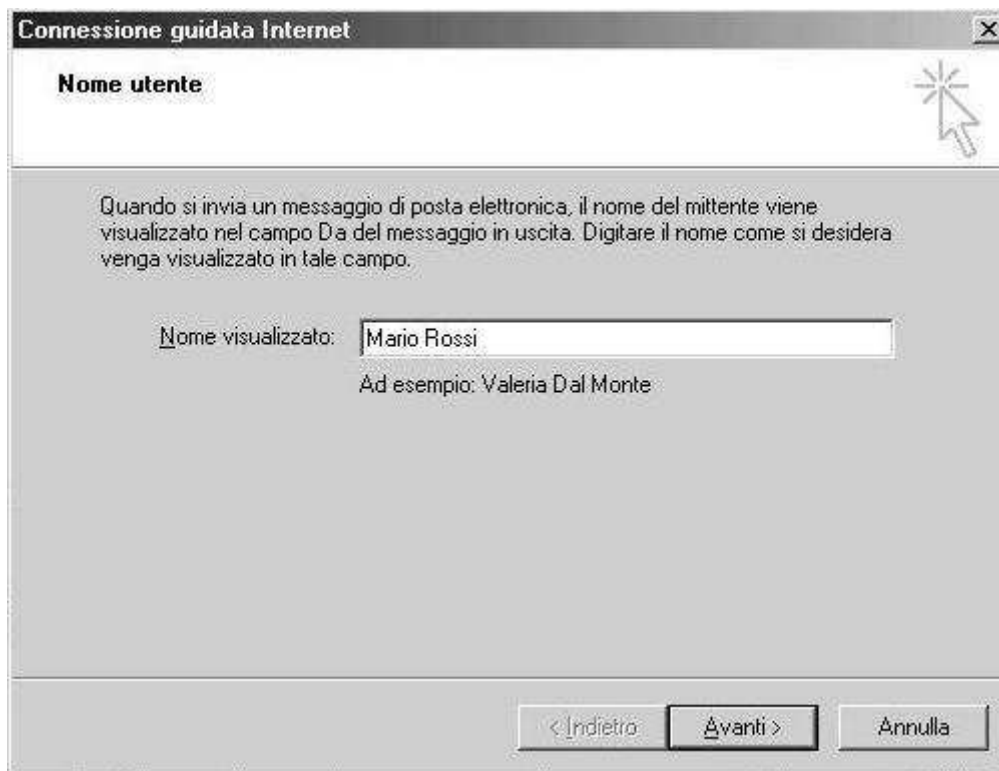 Connessione guidata Internet
Nome utente
Quando si invia un messaggio di posta elettronica, il nome del mittente viene
visualizzato nel campo Da del messaggio in uscita. Digitare il nome come si desidera
venga visualizzato in tale campo.
Nome visualizzato: Mario Rossi
Ad esempio: Valeria Dal Monte
< Indietro Avanti > Annulla